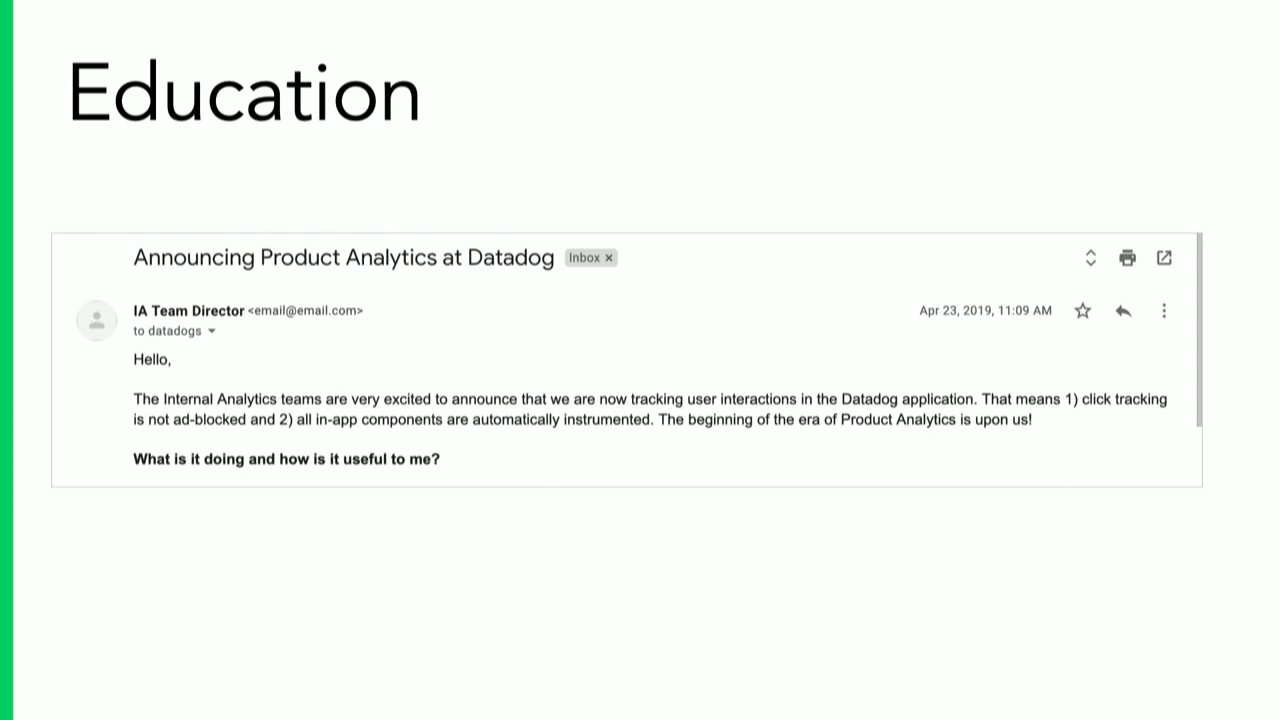 Education
Announcing Product Analytics at Datadog Inbox ×
IA Team Director <email@email.com> Apr 23, 2019, 11:09 AM
to datadogs
Hello,
The Internal Analytics teams are very excited to announce that we are now tracking user interactions in the Datadog application. That means 1) click tracking
is not ad-blocked and 2) all in-app components are automatically instrumented. The beginning of the era of Product Analytics is upon us!
What is it doing and how is it useful to me?